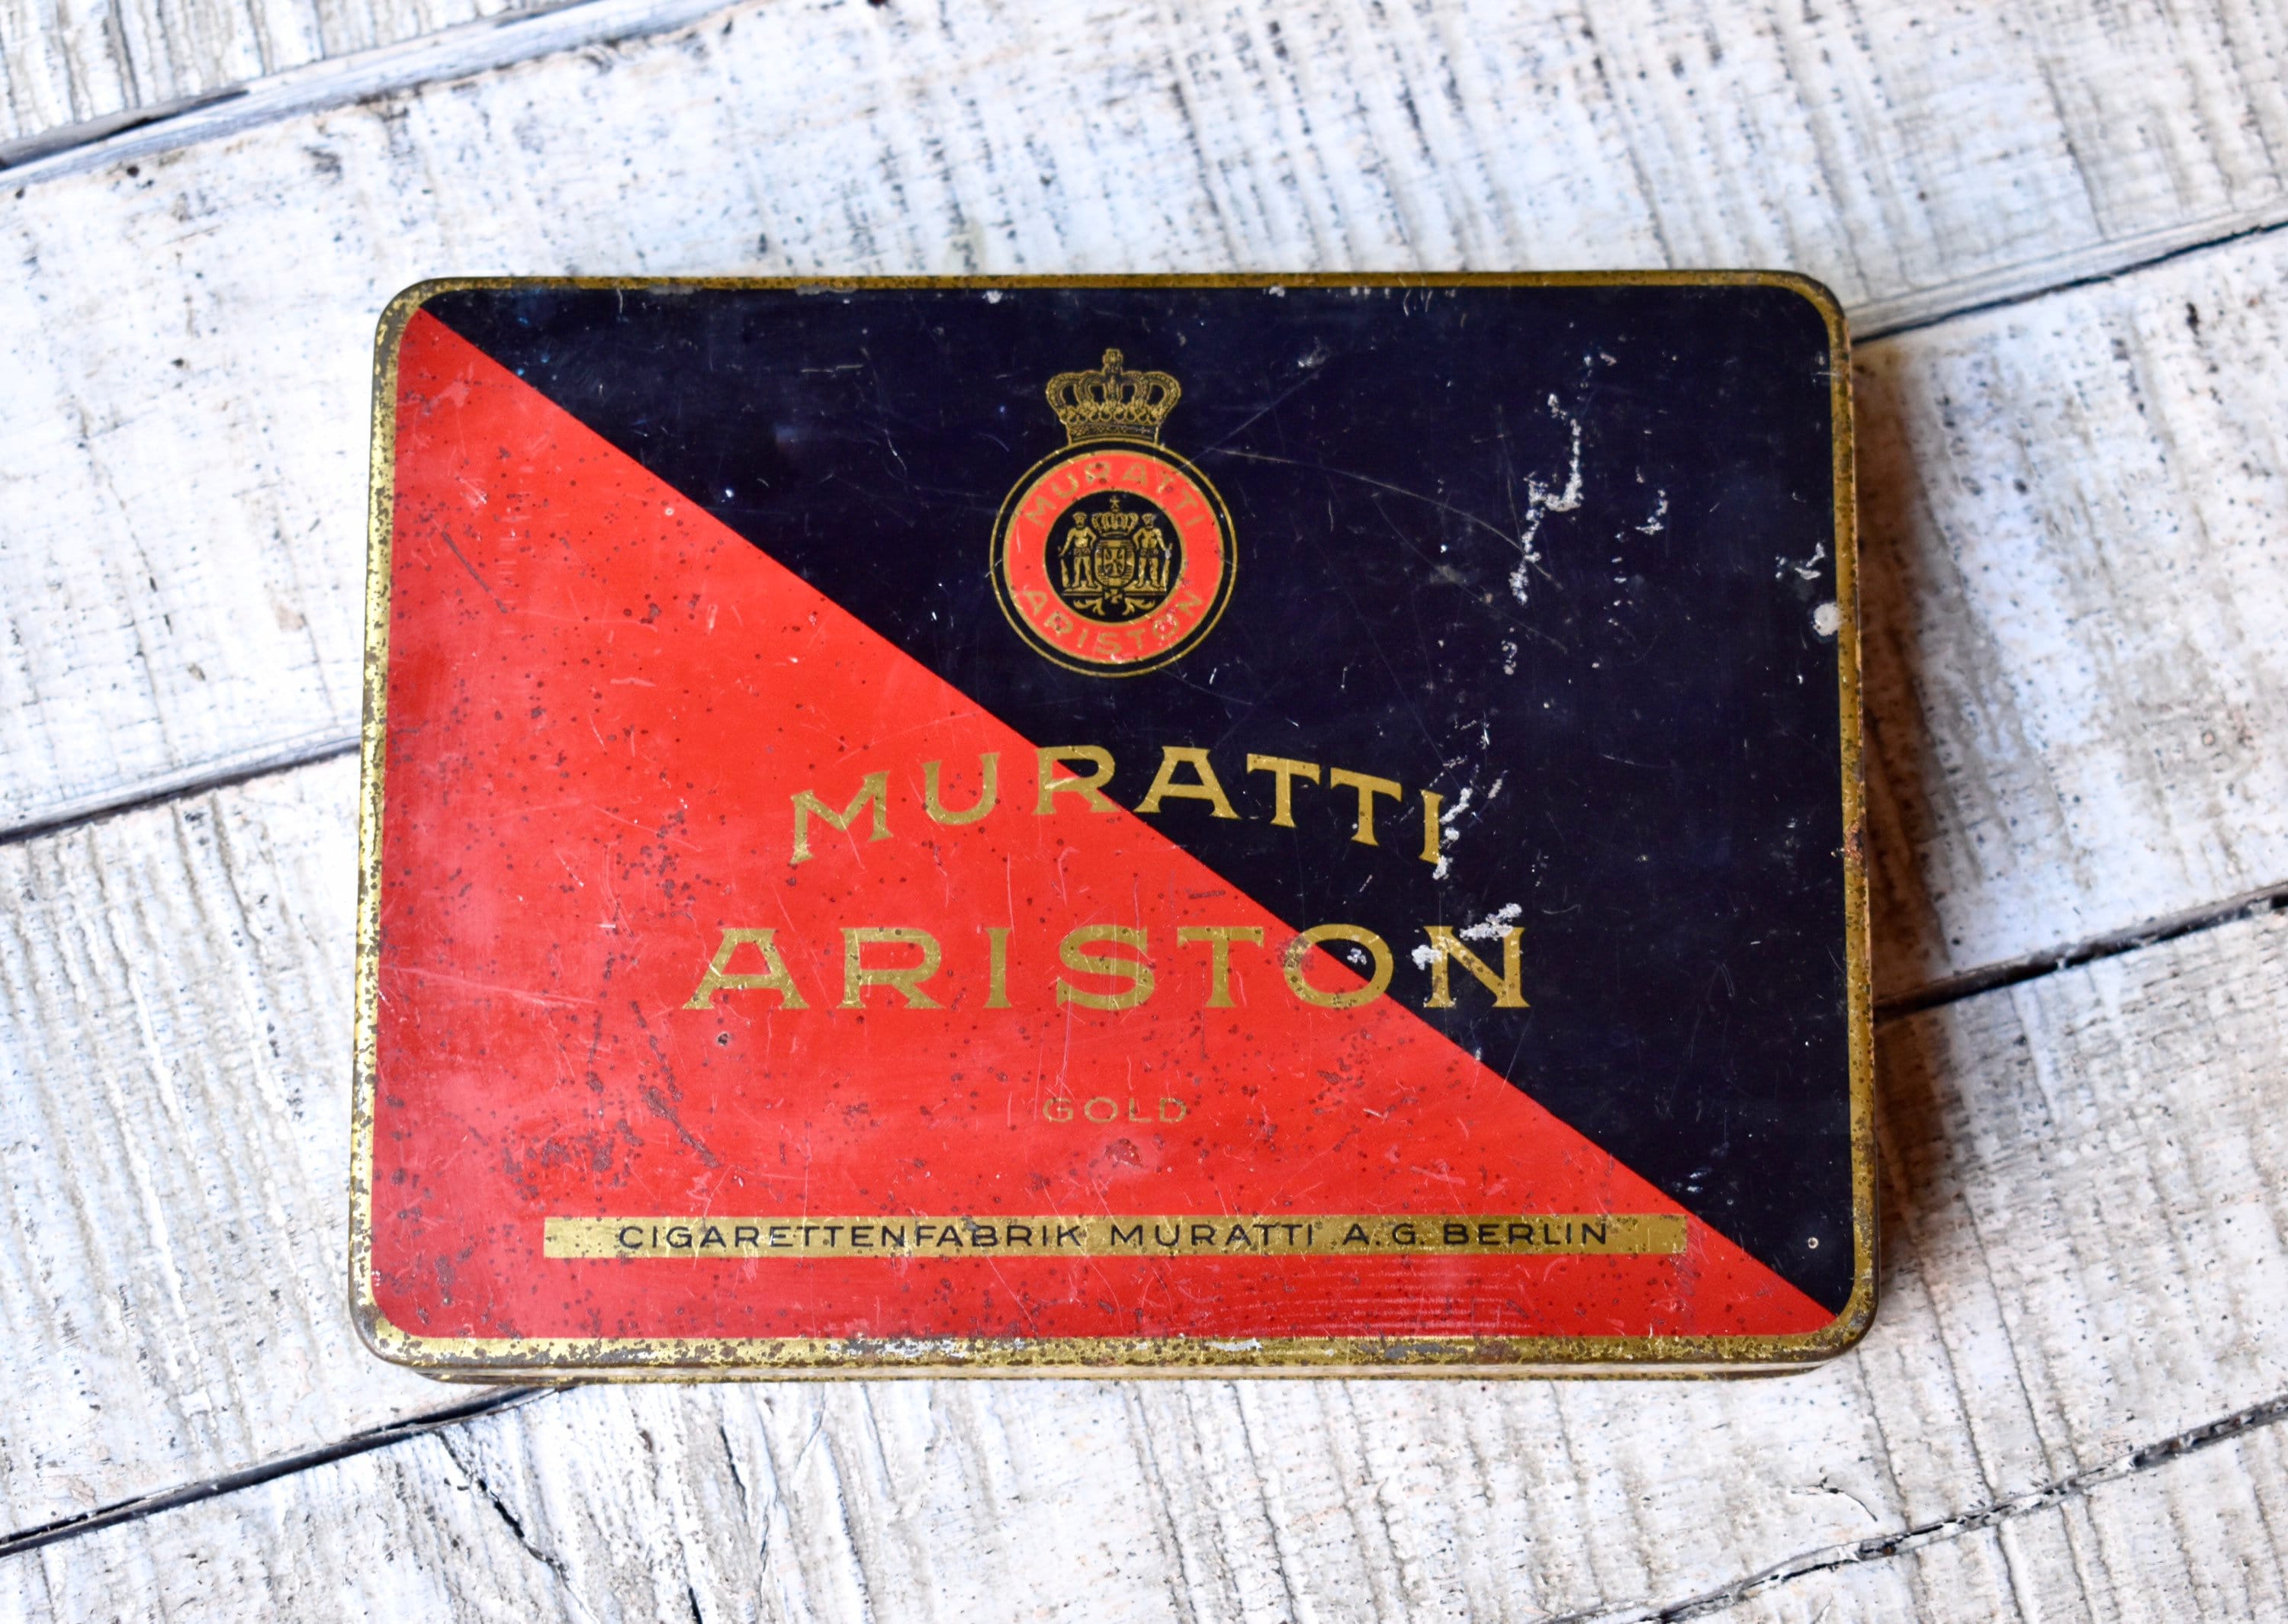 MURATTI
ARISTON
MURATTI
ARISTON
GOLD
CIGARETTENFABRIK MURATTI A.G. BERLIN